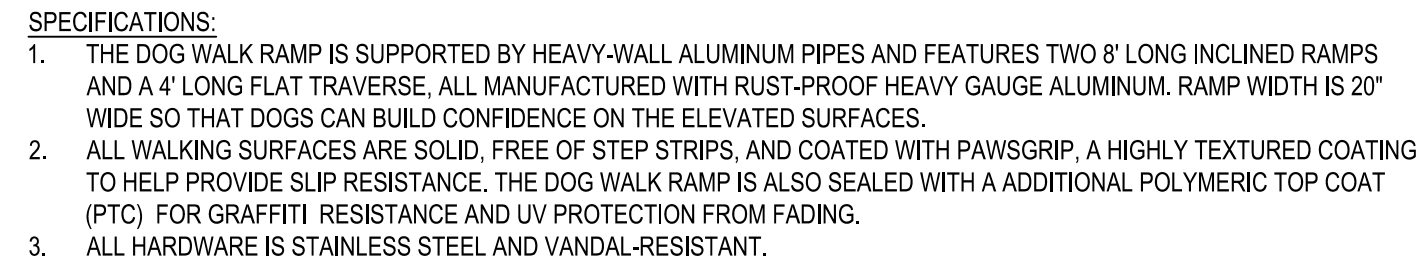 SPECIFICATIONS:
1. THE DOG WALK RAMP IS SUPPORTED BY HEAVY-WALL ALUMINUM PIPES AND FEATURES TWO 8' LONG INCLINED RAMPS
AND A 4' LONG FLAT TRAVERSE, ALL MANUFACTURED WITH RUST-PROOF HEAVY GAUGE ALUMINUM. RAMP WIDTH IS 20"
WIDE SO THAT DOGS CAN BUILD CONFIDENCE ON THE ELEVATED SURFACES.
2. ALL WALKING SURFACES ARE SOLID, FREE OF STEP STRIPS, AND COATED WITH PAWSGRIP, A HIGHLY TEXTURED COATING
TO HELP PROVIDE SLIP RESISTANCE. THE DOG WALK RAMP IS ALSO SEALED WITH A ADDITIONAL POLYMERIC TOP COAT
(PTC) FOR GRAFFITI RESISTANCE AND UV PROTECTION FROM FADING.
3. ALL HARDWARE IS STAINLESS STEEL AND VANDAL-RESISTANT.